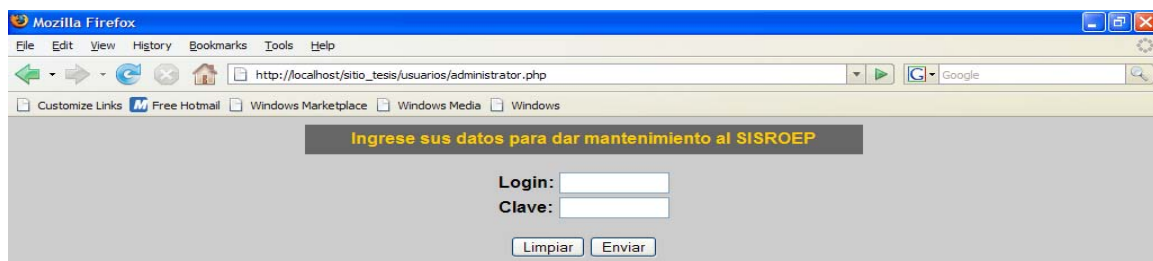 Mozilla Firefox
File Edit View History Bookmarks Tools Help
http://localhost/sitio_tesis/usuarios/administrator.php G Google
Customize Links Free Hotmail Windows Marketplace Windows Media Windows
Ingrese sus datos para dar mantenimiento al SISROEP
Login:
Clave:
Limpiar Enviar